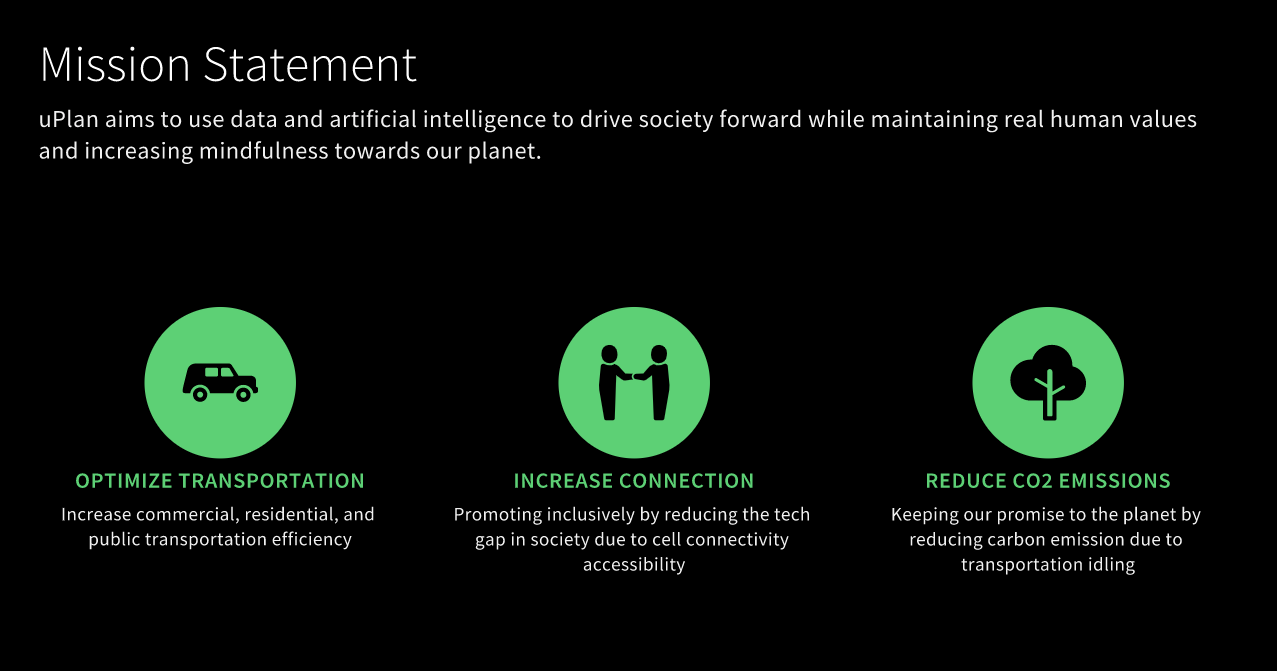 Mission Statement
uPlan aims to use data and artificial intelligence to drive society forward while maintaining real human values
and increasing mindfulness towards our planet.
OPTIMIZE TRANSPORTATION
Increase commercial, residential, and
public transportation efficiency
INCREASE CONNECTION
Promoting inclusively by reducing the tech
gap in society due to cell connectivity
accessibility
REDUCE CO2 EMISSIONS
Keeping our promise to the planet by
reducing carbon emission due to
transportation idling